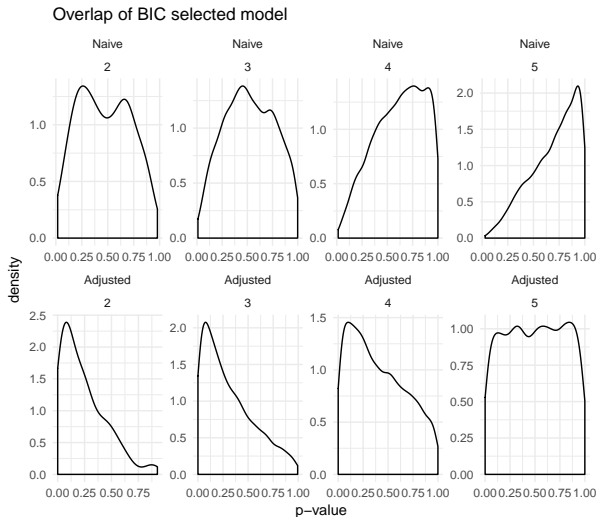 Overlap of BIC selected model
Naive Naive Naive Naive
2 3 4 5
0.0 0.5 1.0
0.0 0.5 1.0
0.0 0.5 1.0
0.0 0.5 1.0 1.5 2.0
0.00 0.25 0.50 0.75 1.00 0.00 0.25 0.50 0.75 1.00 0.00 0.25 0.50 0.75 1.00 0.00 0.25 0.50 0.75 1.00
density
Adjusted Adjusted Adjusted Adjusted
2 3 4 5
0.0 0.5 1.0 1.5 2.0 2.5
0.0 0.5 1.0 1.5 2.0
0.0 0.5 1.0 1.5
0.00 0.25 0.50 0.75 1.00
0.00 0.25 0.50 0.75 0.00 0.25 0.50 0.75 1.00 0.00 0.25 0.50 0.75 1.00 0.00 0.25 0.50 0.75 1.00
p−value